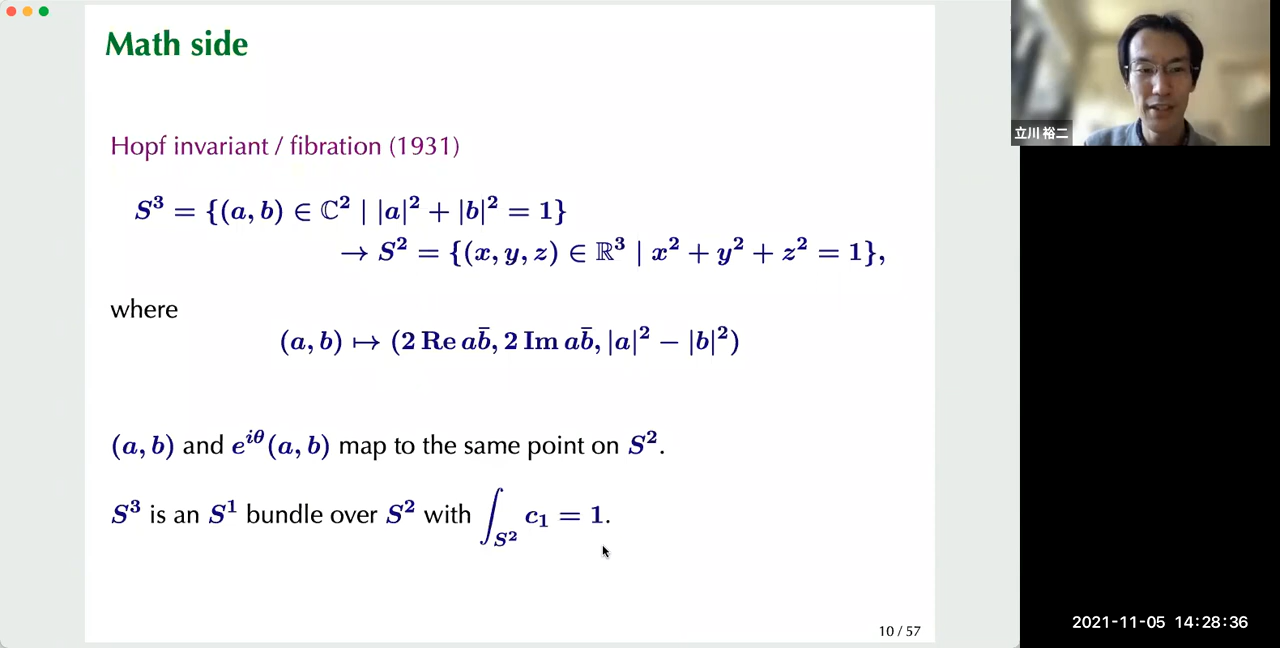 Math side
Hopf invariant / fibration (1931)
S³ = {(a, b) ∈ ℂ² | |a|² + |b|² = 1}
→ S² = {(x, y, z) ∈ ℝ³ | x² + y² + z² = 1},
where
(a, b) ↦ (2 Re ab̄, 2 Im ab̄, |a|² − |b|²)
(a, b) and e^{iθ}(a, b) map to the same point on S².
S³ is an S¹ bundle over S² with ∫_{S²} c₁ = 1.
10 / 57
立川 裕二
2021-11-05 14:28:36